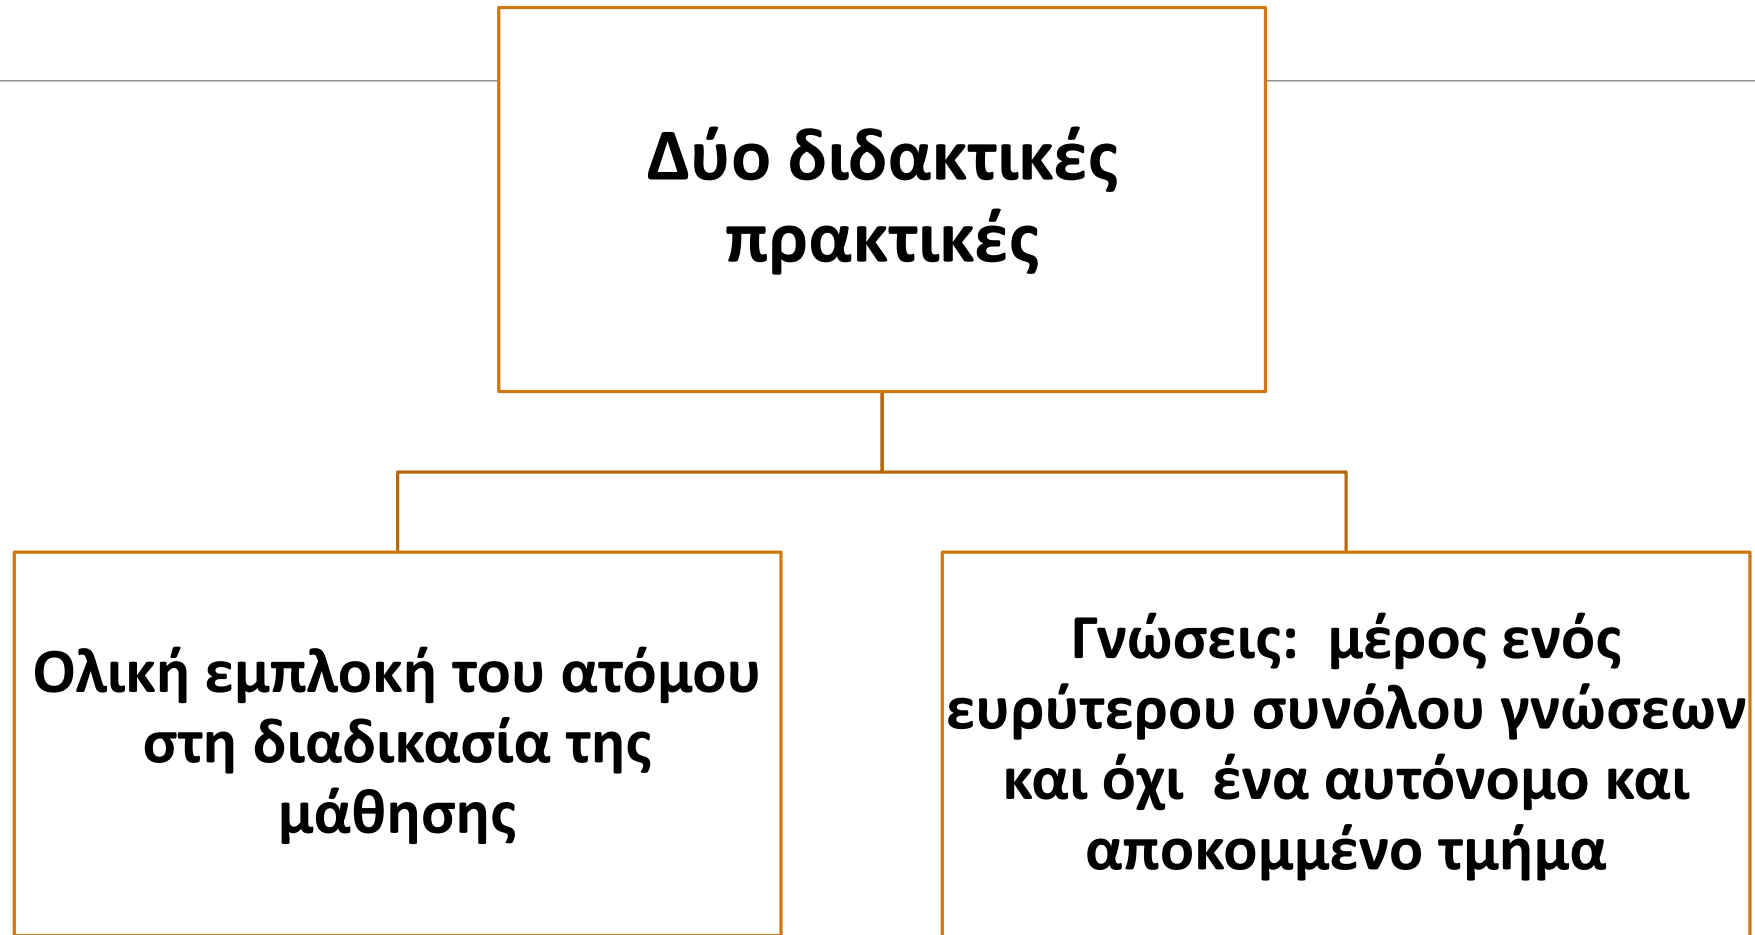 Δύο διδακτικές
πρακτικές
Ολική εμπλοκή του ατόμου
στη διαδικασία της
μάθησης
Γνώσεις:  μέρος ενός
ευρύτερου συνόλου γνώσεων
και όχι  ένα αυτόνομο και
αποκομμένο τμήμα